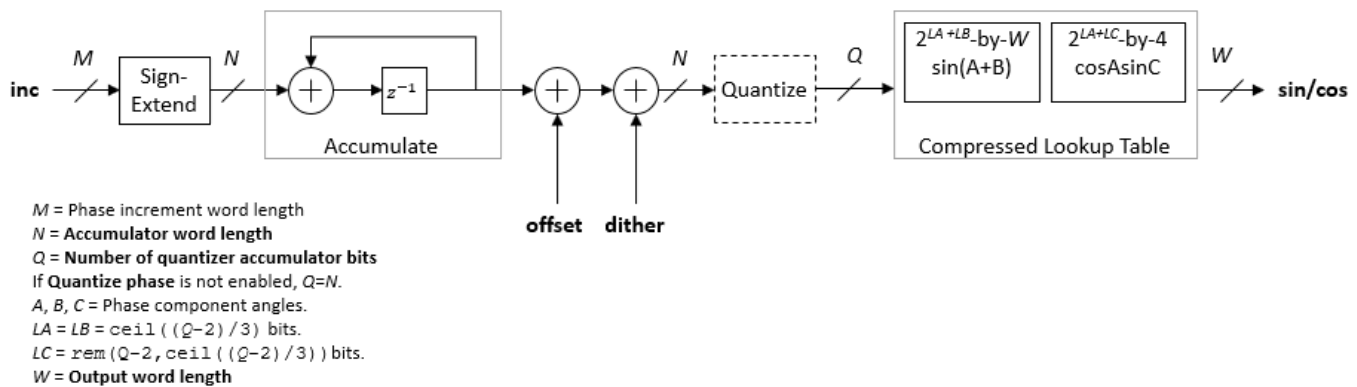 inc
M
Sign-
Extend
N
+
z⁻¹
Accumulate
+
+
offset
dither
N
Quantize
Q
2^LA+LB-by-W
sin(A+B)
2^LA+LC-by-4
cosAsinC
Compressed Lookup Table
W
sin/cos
M = Phase increment word length
N = Accumulator word length
Q = Number of quantizer accumulator bits
If Quantize phase is not enabled, Q=N.
A, B, C = Phase component angles.
LA = LB = ceil((Q-2)/3) bits.
LC = rem(Q-2,ceil((Q-2)/3)) bits.
W = Output word length